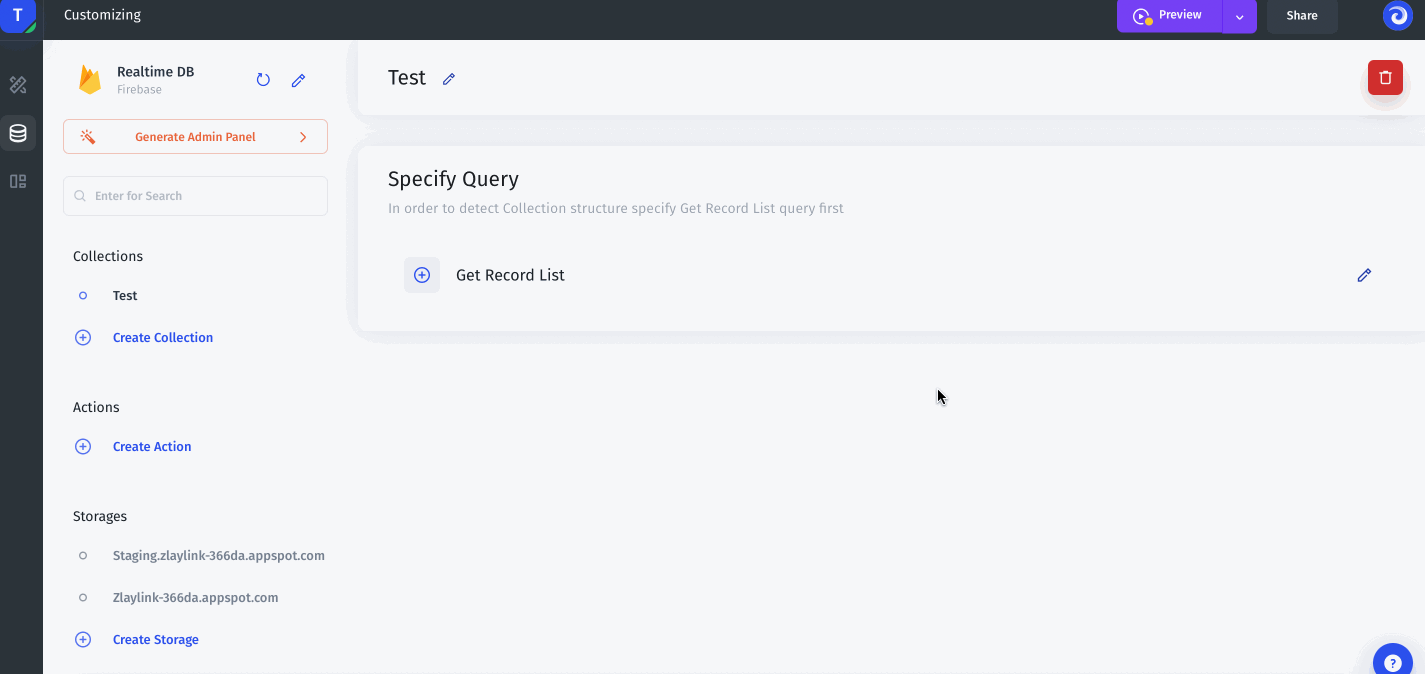 T
Customizing
Preview
Share
Realtime DB
Firebase
Generate Admin Panel
Enter for Search
Collections
Test
Create Collection
Actions
Create Action
Storages
Staging.zlaylink-366da.appspot.com
Zlaylink-366da.appspot.com
Create Storage
Test
Specify Query
In order to detect Collection structure specify Get Record List query first
Get Record List
?